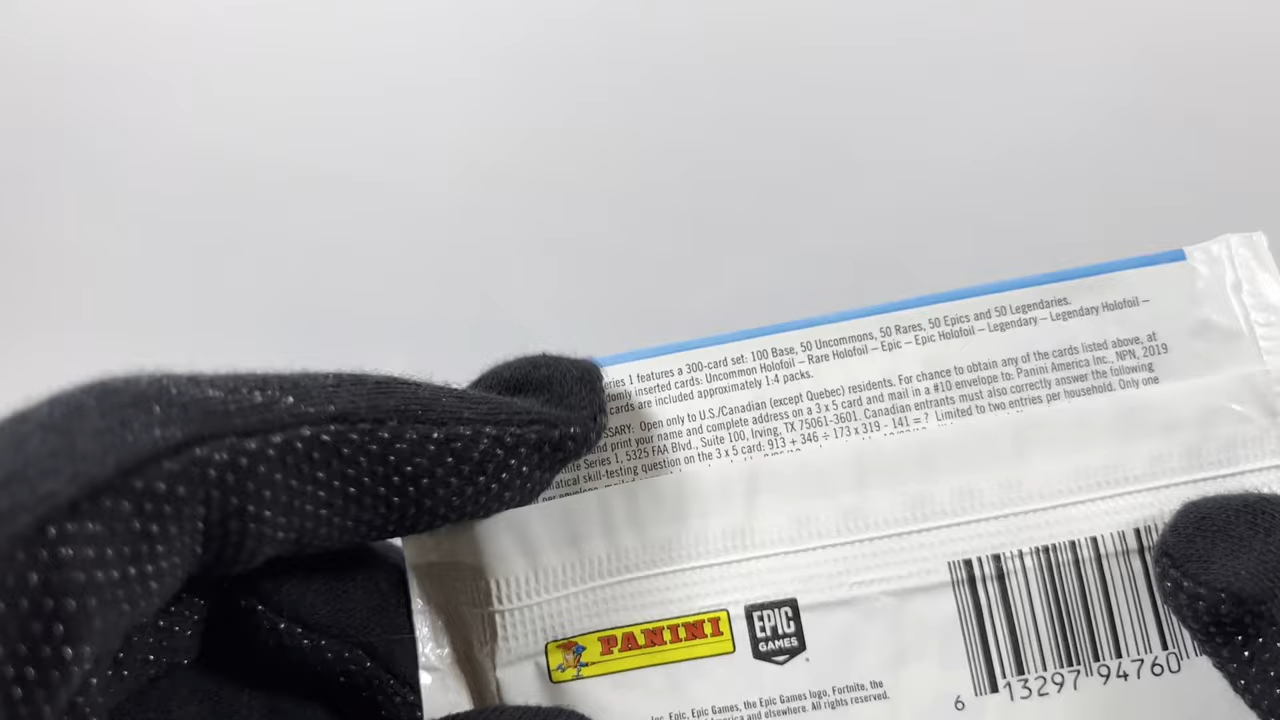 eries 1 features a 300-card set: 100 Base, 50 Uncommons, 50 Rares, 50 Epics and 50 Legendaries.
domly inserted cards: Uncommon Holofoil – Rare Holofoil – Epic – Epic Holofoil – Legendary – Legendary Holofoil –
cards are included approximately 1:4 packs.
SSARY: Open only to U.S./Canadian (except Quebec) residents. For chance to obtain any of the cards listed above, at
and print your name and complete address on a 3 x 5 card and mail in a #10 envelope to: Panini America Inc., NPN, 2019
nite Series 1, 5325 FAA Blvd., Suite 100, Irving, TX 75061-3601. Canadian entrants must also correctly answer the following
matical skill-testing question on the 3 x 5 card: 913 + 346 ÷ 173 x 319 - 141 = ? Limited to two entries per household. Only one
per envelope
PANINI
EPIC
GAMES
Inc. Epic, Epic Games, the Epic Games logo, Fortnite, the
America and elsewhere. All rights reserved.
6 13297 94760